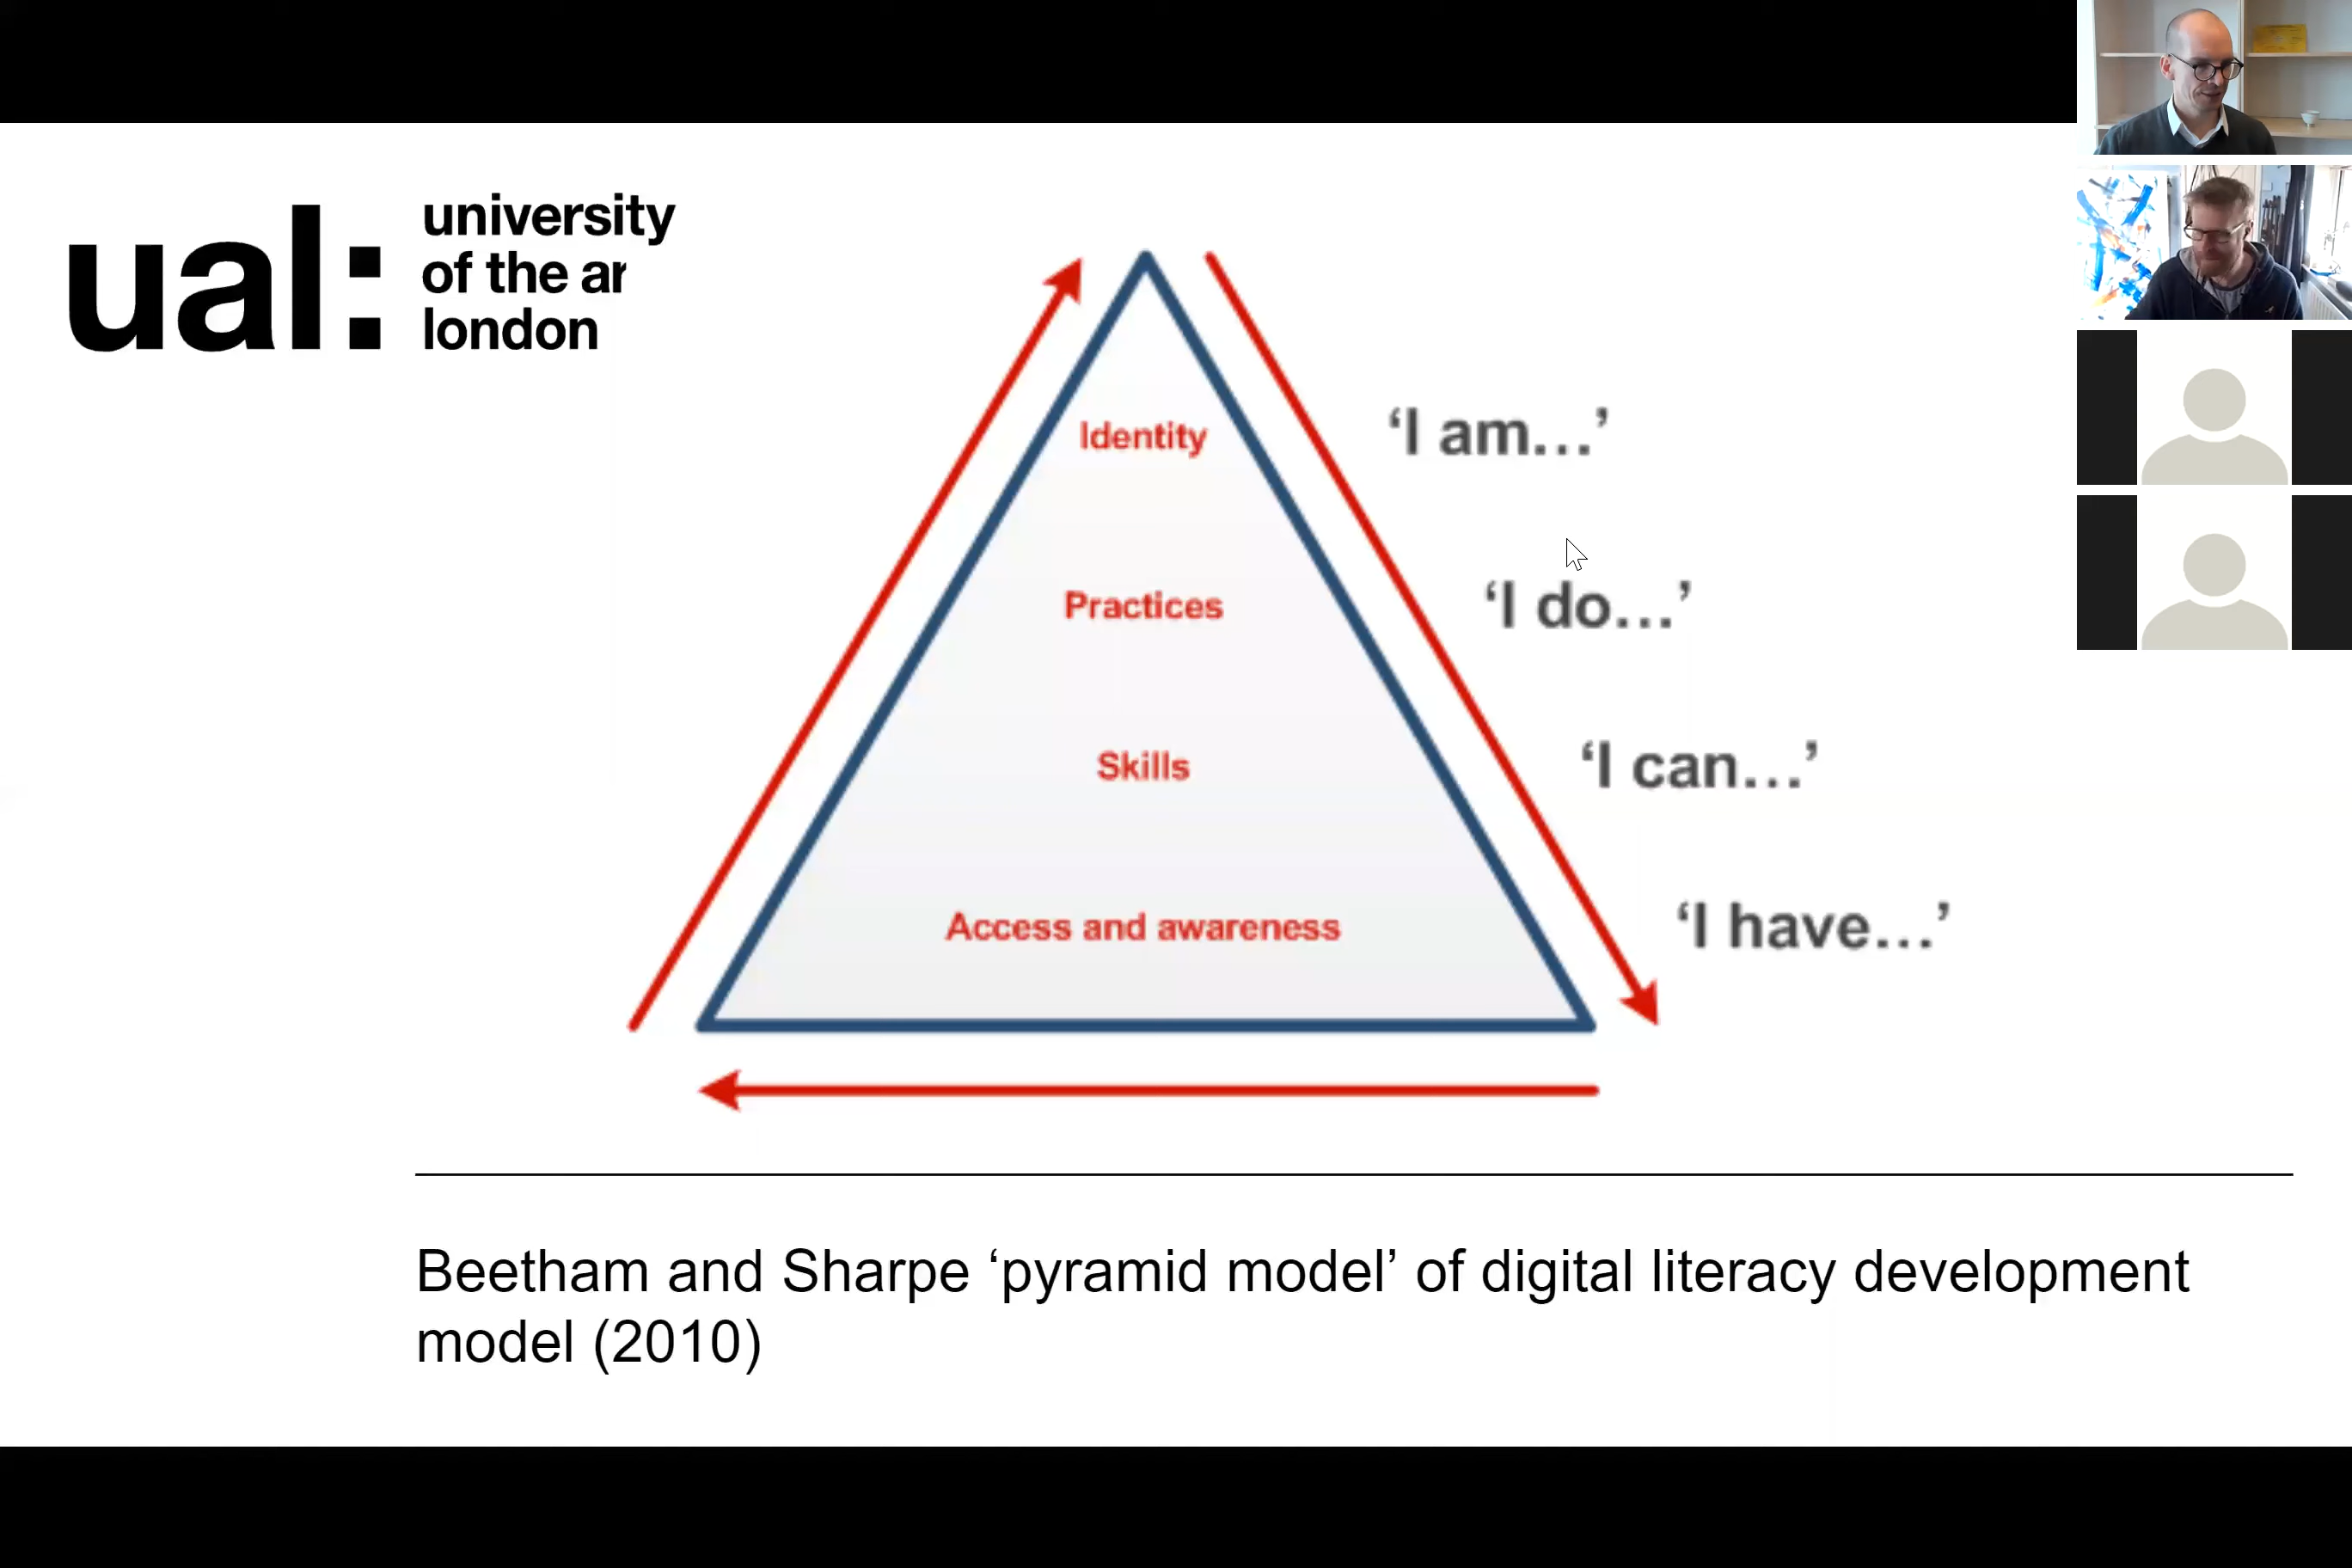 ual:
university
of the ar
london
Identity
‘I am…’
Practices
‘I do…’
Skills
‘I can…’
Access and awareness
‘I have…’
Beetham and Sharpe ‘pyramid model’ of digital literacy development
model (2010)